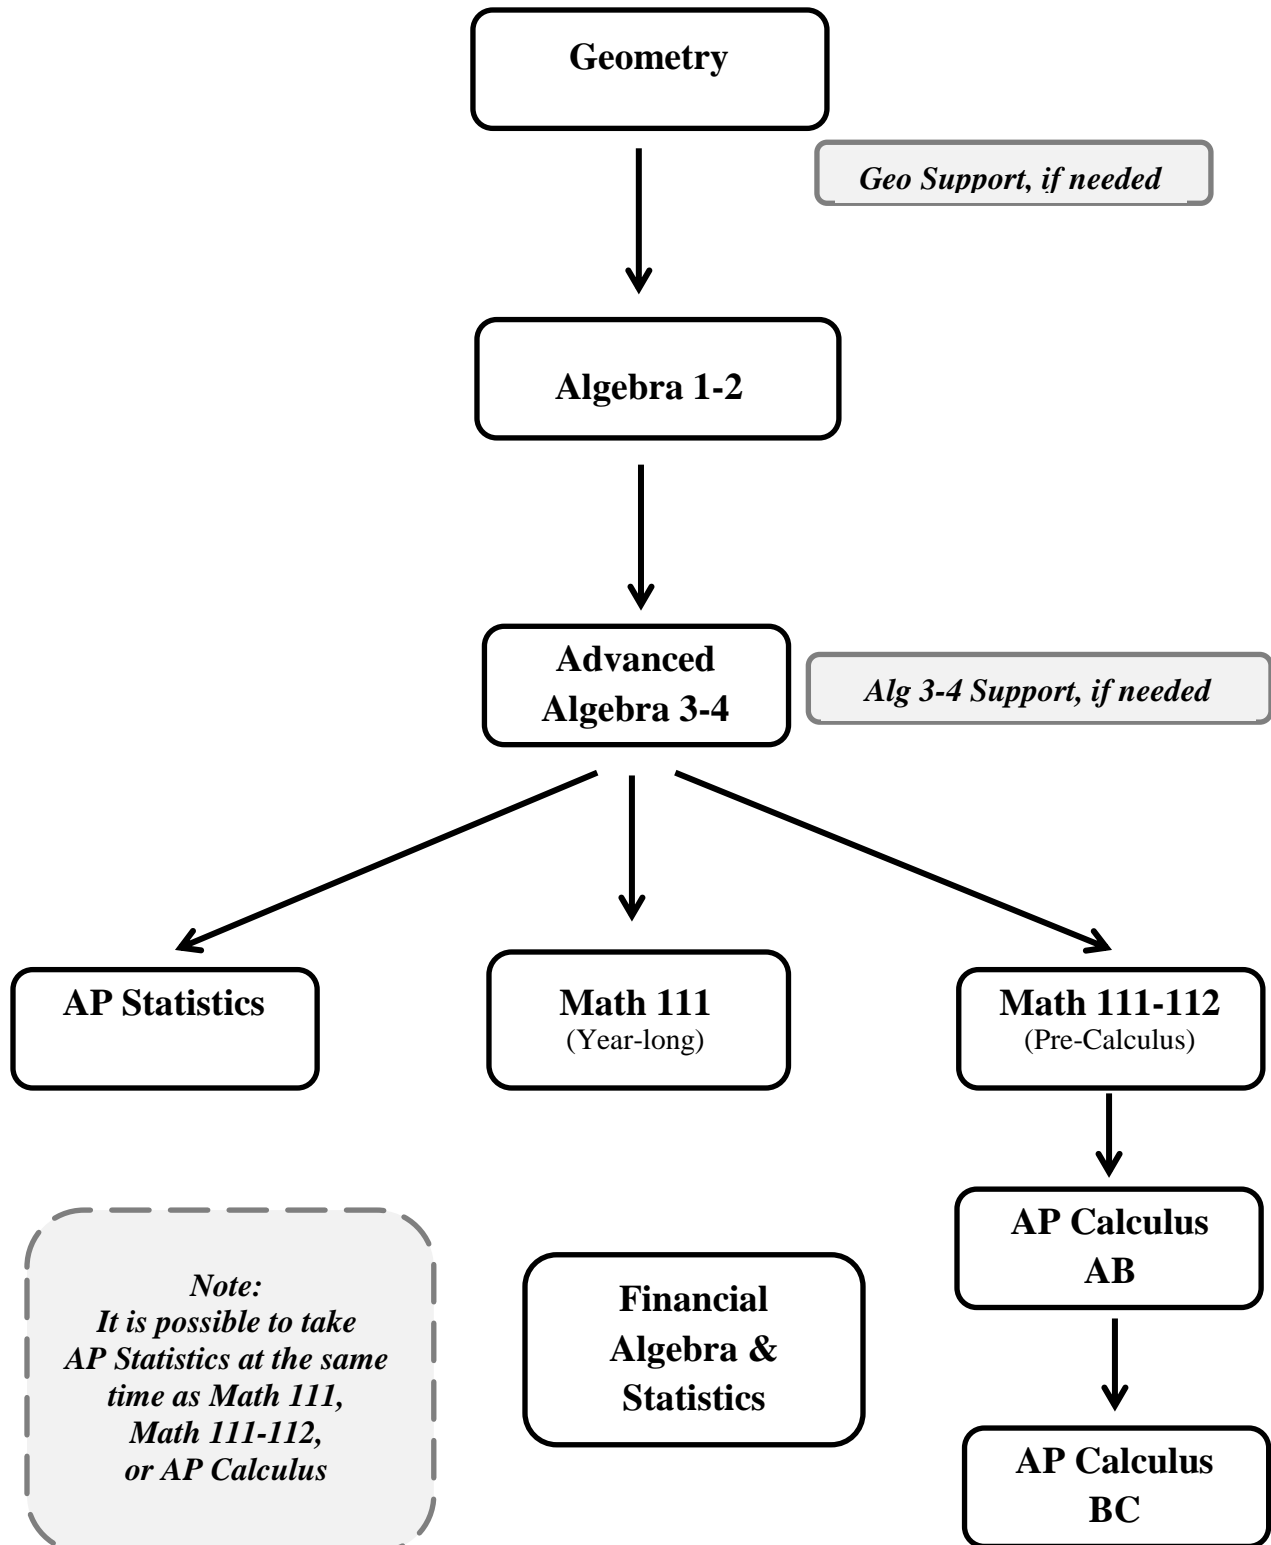 Geometry
Geo Support, if needed
Algebra 1-2
Advanced
Algebra 3-4
Alg 3-4 Support, if needed
AP Statistics
Math 111
(Year-long)
Math 111-112
(Pre-Calculus)
AP Calculus
AB
Note:
It is possible to take
AP Statistics at the same
time as Math 111,
Math 111-112,
or AP Calculus
Financial
Algebra &
Statistics
AP Calculus
BC